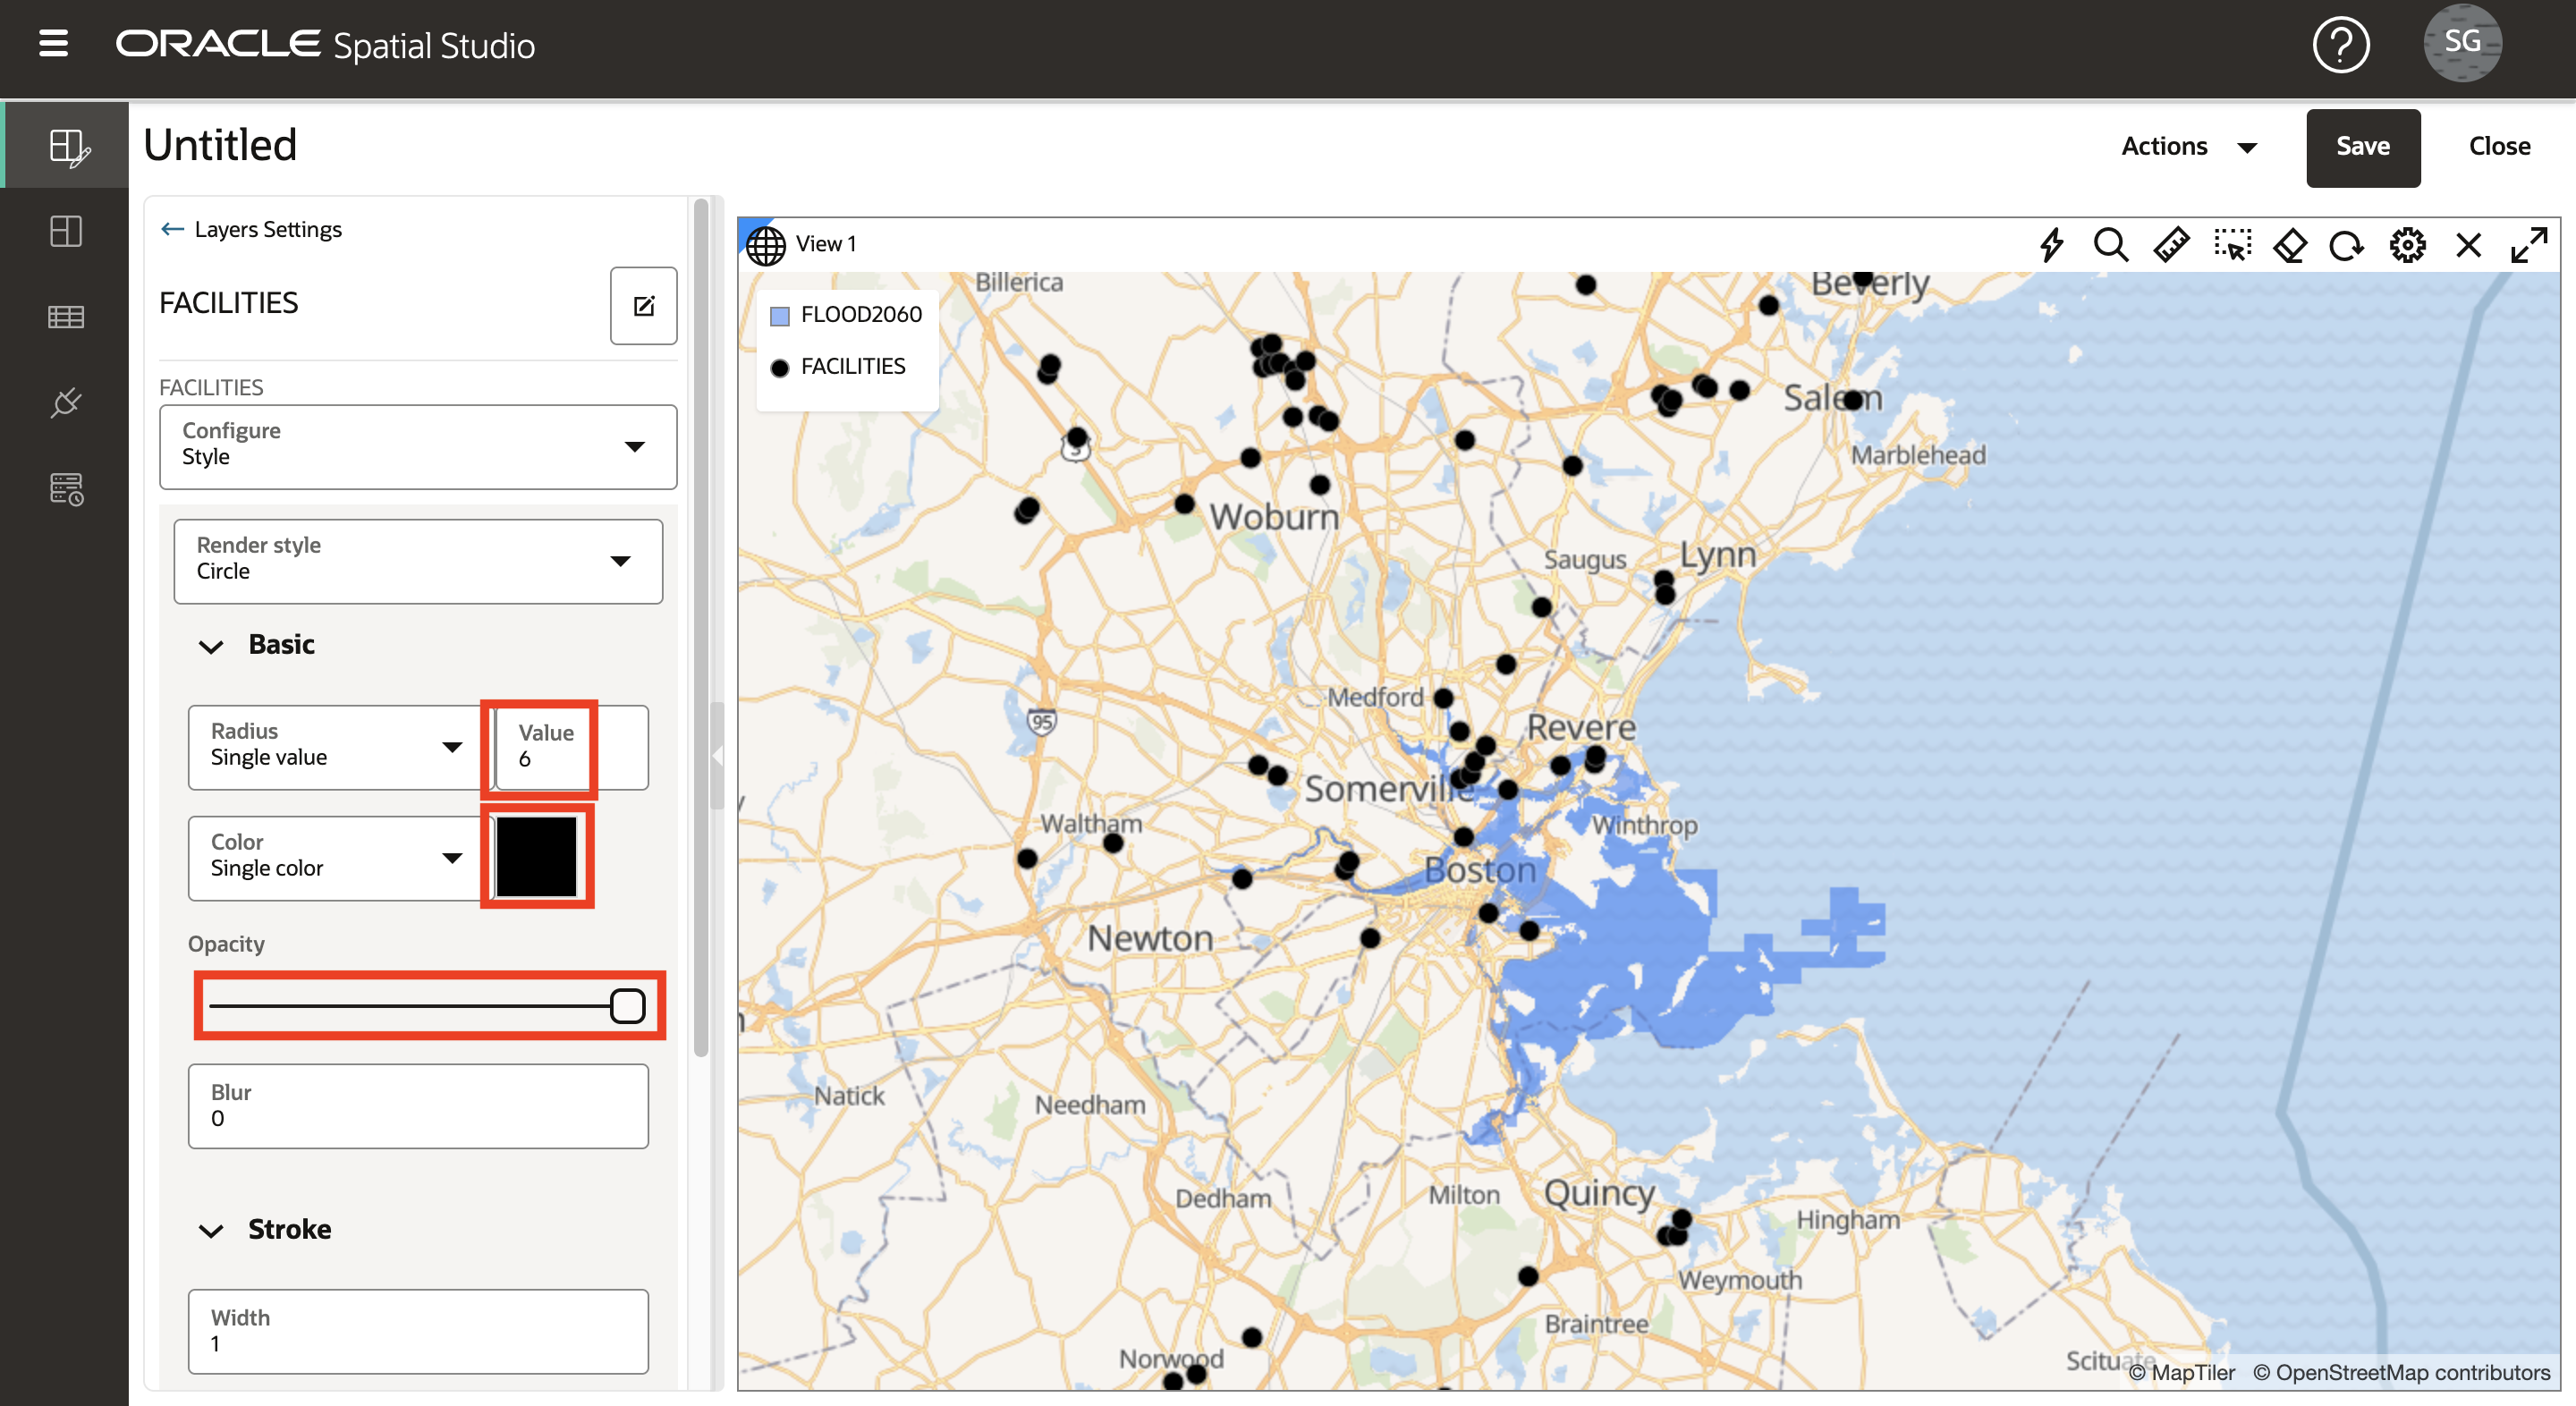 ORACLE Spatial Studio
SG
Untitled
Actions
Save
Close
Layers Settings
FACILITIES
FACILITIES
Configure
Style
Render style
Circle
Basic
Radius
Single value
Value
6
Color
Single color
Opacity
Blur
0
Stroke
Width
1
View 1
FLOOD2060
FACILITIES
Billerica
Beverly
Salem
Marblehead
3
Woburn
Saugus
Lynn
Medford
95
Revere
Somerville
Waltham
Winthrop
Boston
Newton
Natick
Needham
Dedham
Milton
Quincy
Hingham
Weymouth
Braintree
Norwood
Scituate
© MapTiler © OpenStreetMap contributors